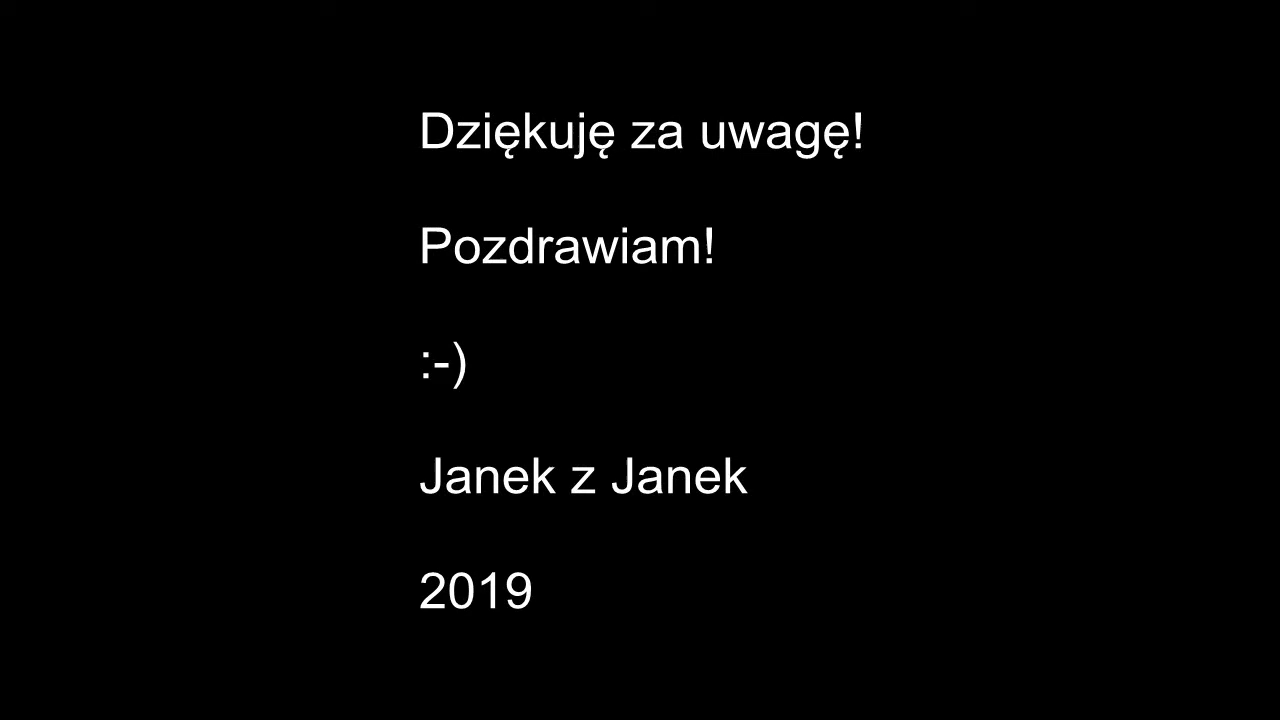 Dziękuję za uwagę!
Pozdrawiam!
:-)
Janek z Janek
2019